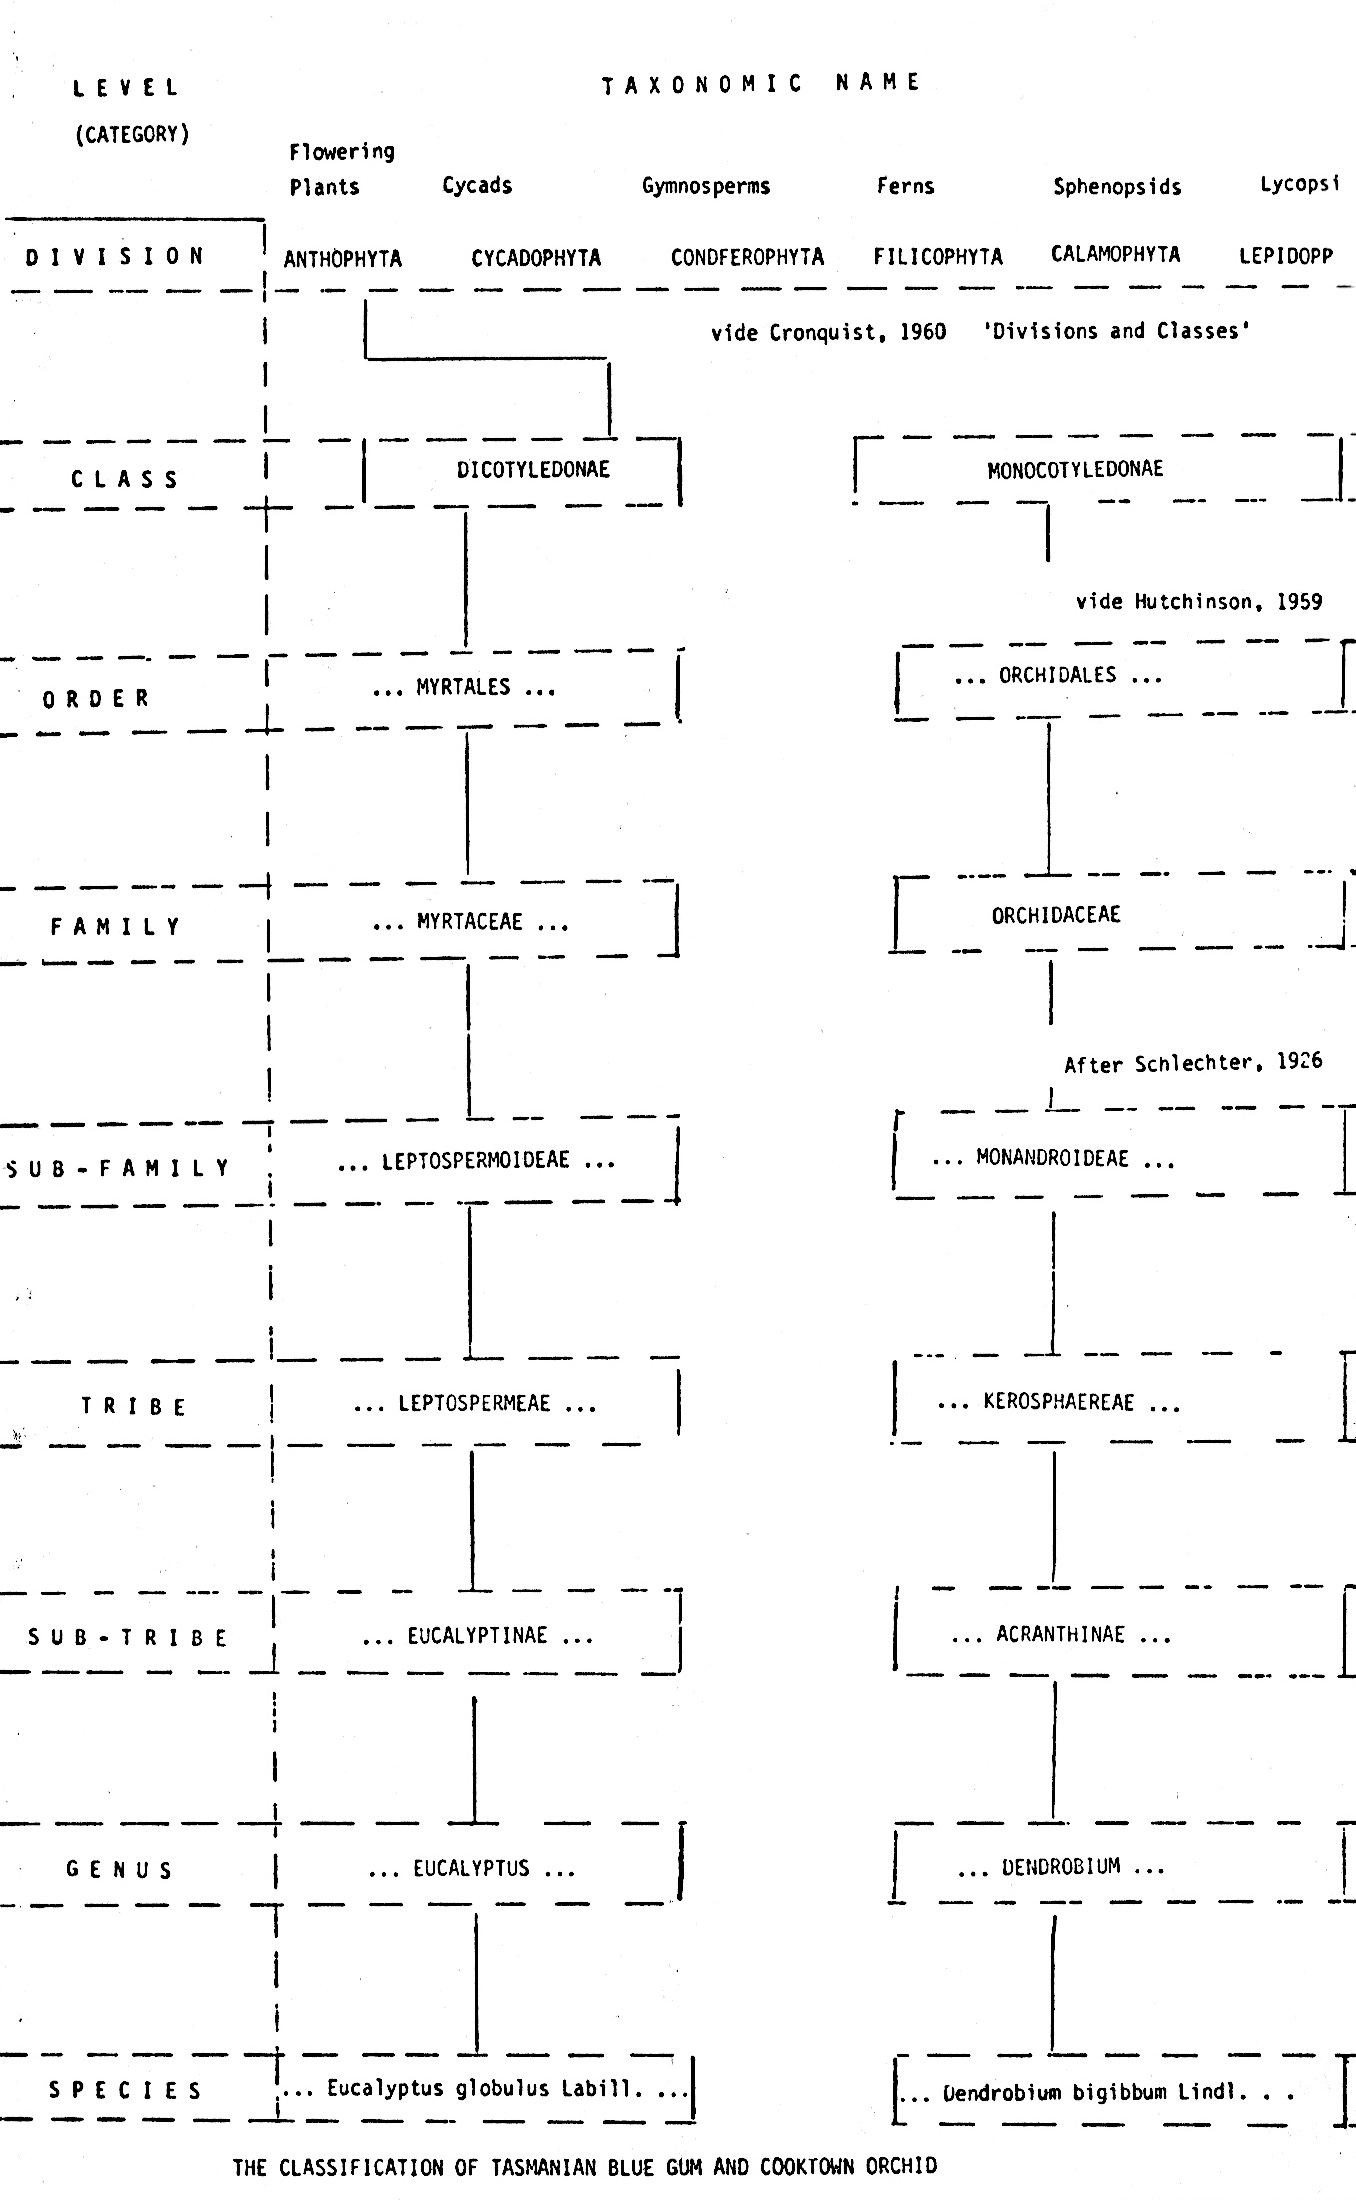 LEVEL TAXONOMIC NAME
(CATEGORY)
Flowering
Plants Cycads Gymnosperms Ferns Sphenopsids Lycopsi
DIVISION ANTHOPHYTA CYCADOPHYTA CONDFEROPHYTA FILICOPHYTA CALAMOPHYTA LEPIDOPP
vide Cronquist, 1960 'Divisions and Classes'
CLASS DICOTYLEDONAE MONOCOTYLEDONAE
vide Hutchinson, 1959
ORDER ... MYRTALES ... ... ORCHIDALES ...
FAMILY ... MYRTACEAE ... ORCHIDACEAE
After Schlechter, 1926
SUB-FAMILY ... LEPTOSPERMOIDEAE ... ... MONANDROIDEAE ...
TRIBE ... LEPTOSPERMEAE ... ... KEROSPHAEREAE ...
SUB-TRIBE ... EUCALYPTINAE ... ... ACRANTHINAE ...
GENUS ... EUCALYPTUS ... ... DENDROBIUM ...
SPECIES ... Eucalyptus globulus Labill. ... ... Dendrobium bigibbum Lindl. . .
THE CLASSIFICATION OF TASMANIAN BLUE GUM AND COOKTOWN ORCHID